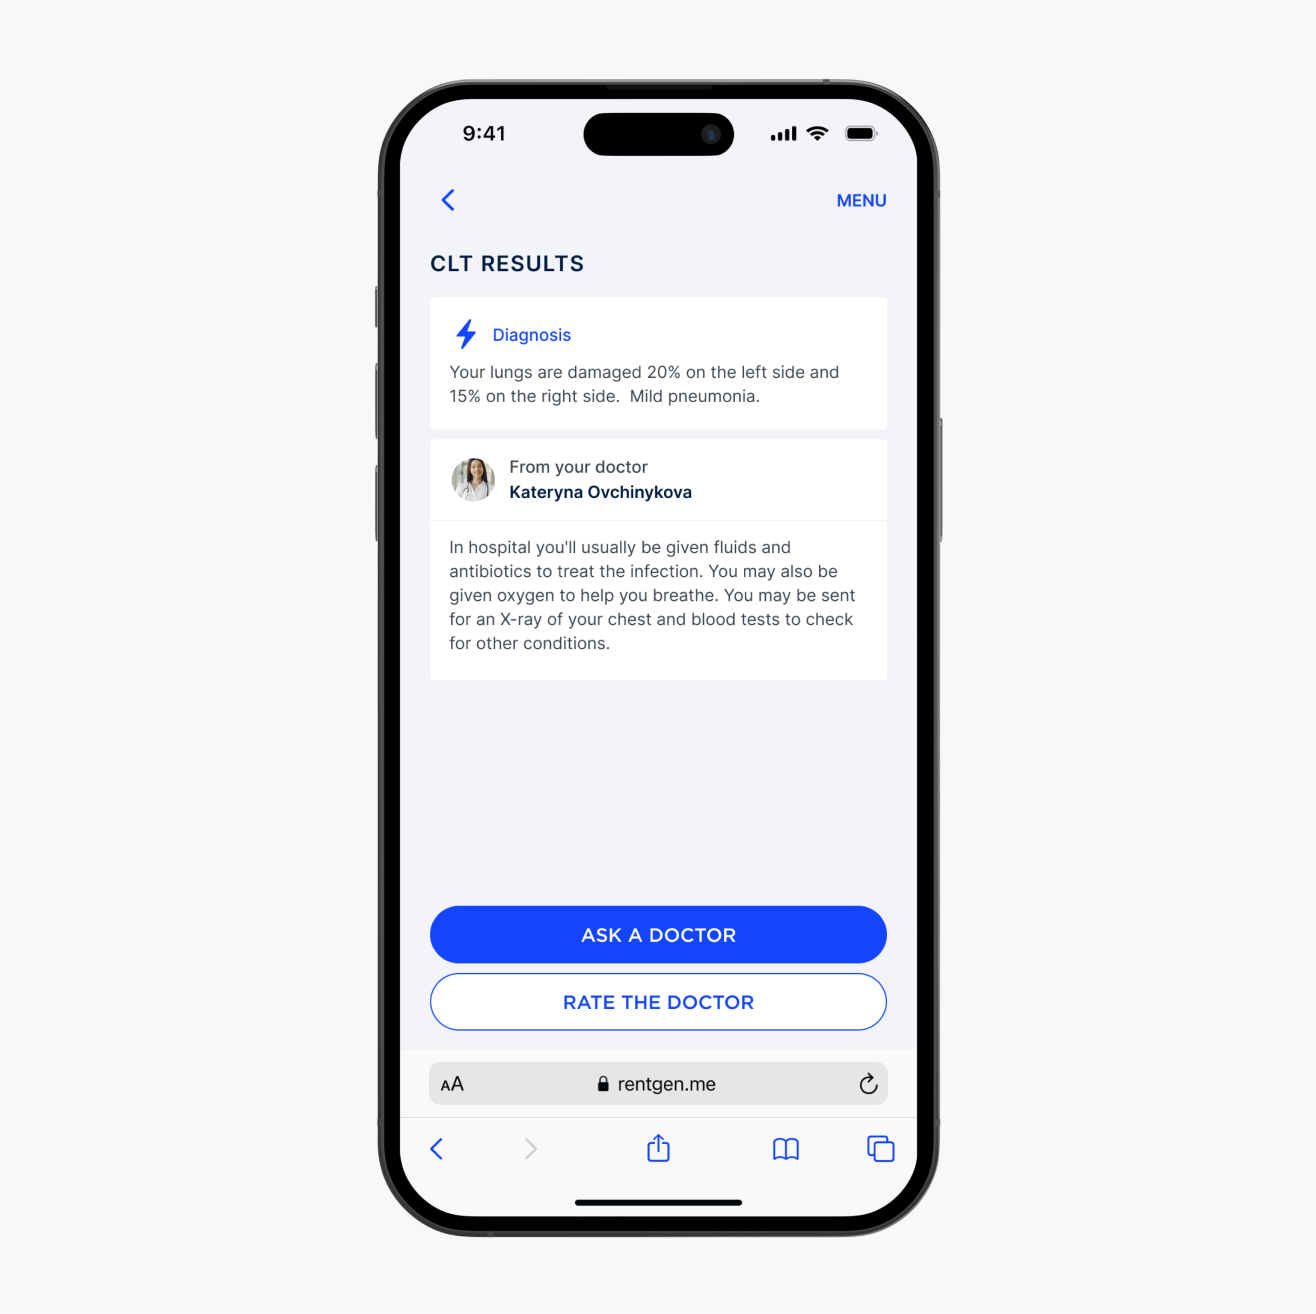 9:41
MENU
CLT RESULTS
Diagnosis
Your lungs are damaged 20% on the left side and
15% on the right side.  Mild pneumonia.
From your doctor
Kateryna Ovchinykova
In hospital you'll usually be given fluids and
antibiotics to treat the infection. You may also be
given oxygen to help you breathe. You may be sent
for an X-ray of your chest and blood tests to check
for other conditions.
ASK A DOCTOR
RATE THE DOCTOR
AA rentgen.me